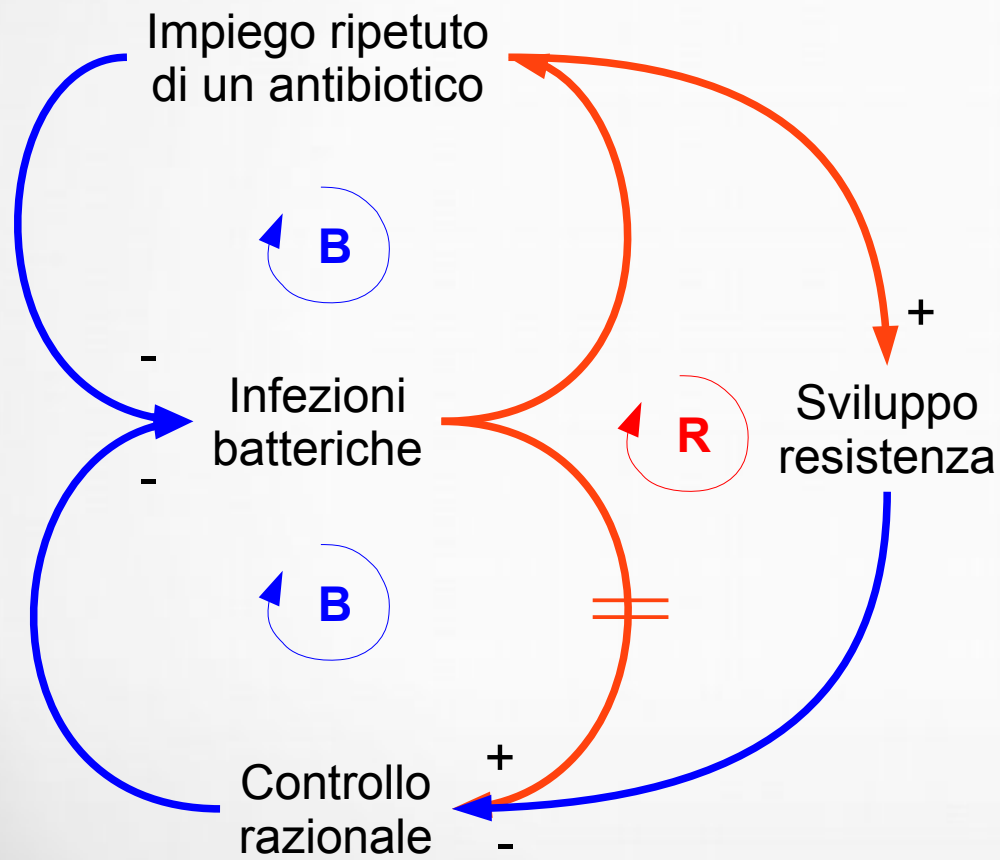 Impiego ripetuto
di un antibiotico
B
+
-
Infezioni
batteriche
R
Sviluppo
resistenza
-
B
+
Controllo
razionale
-